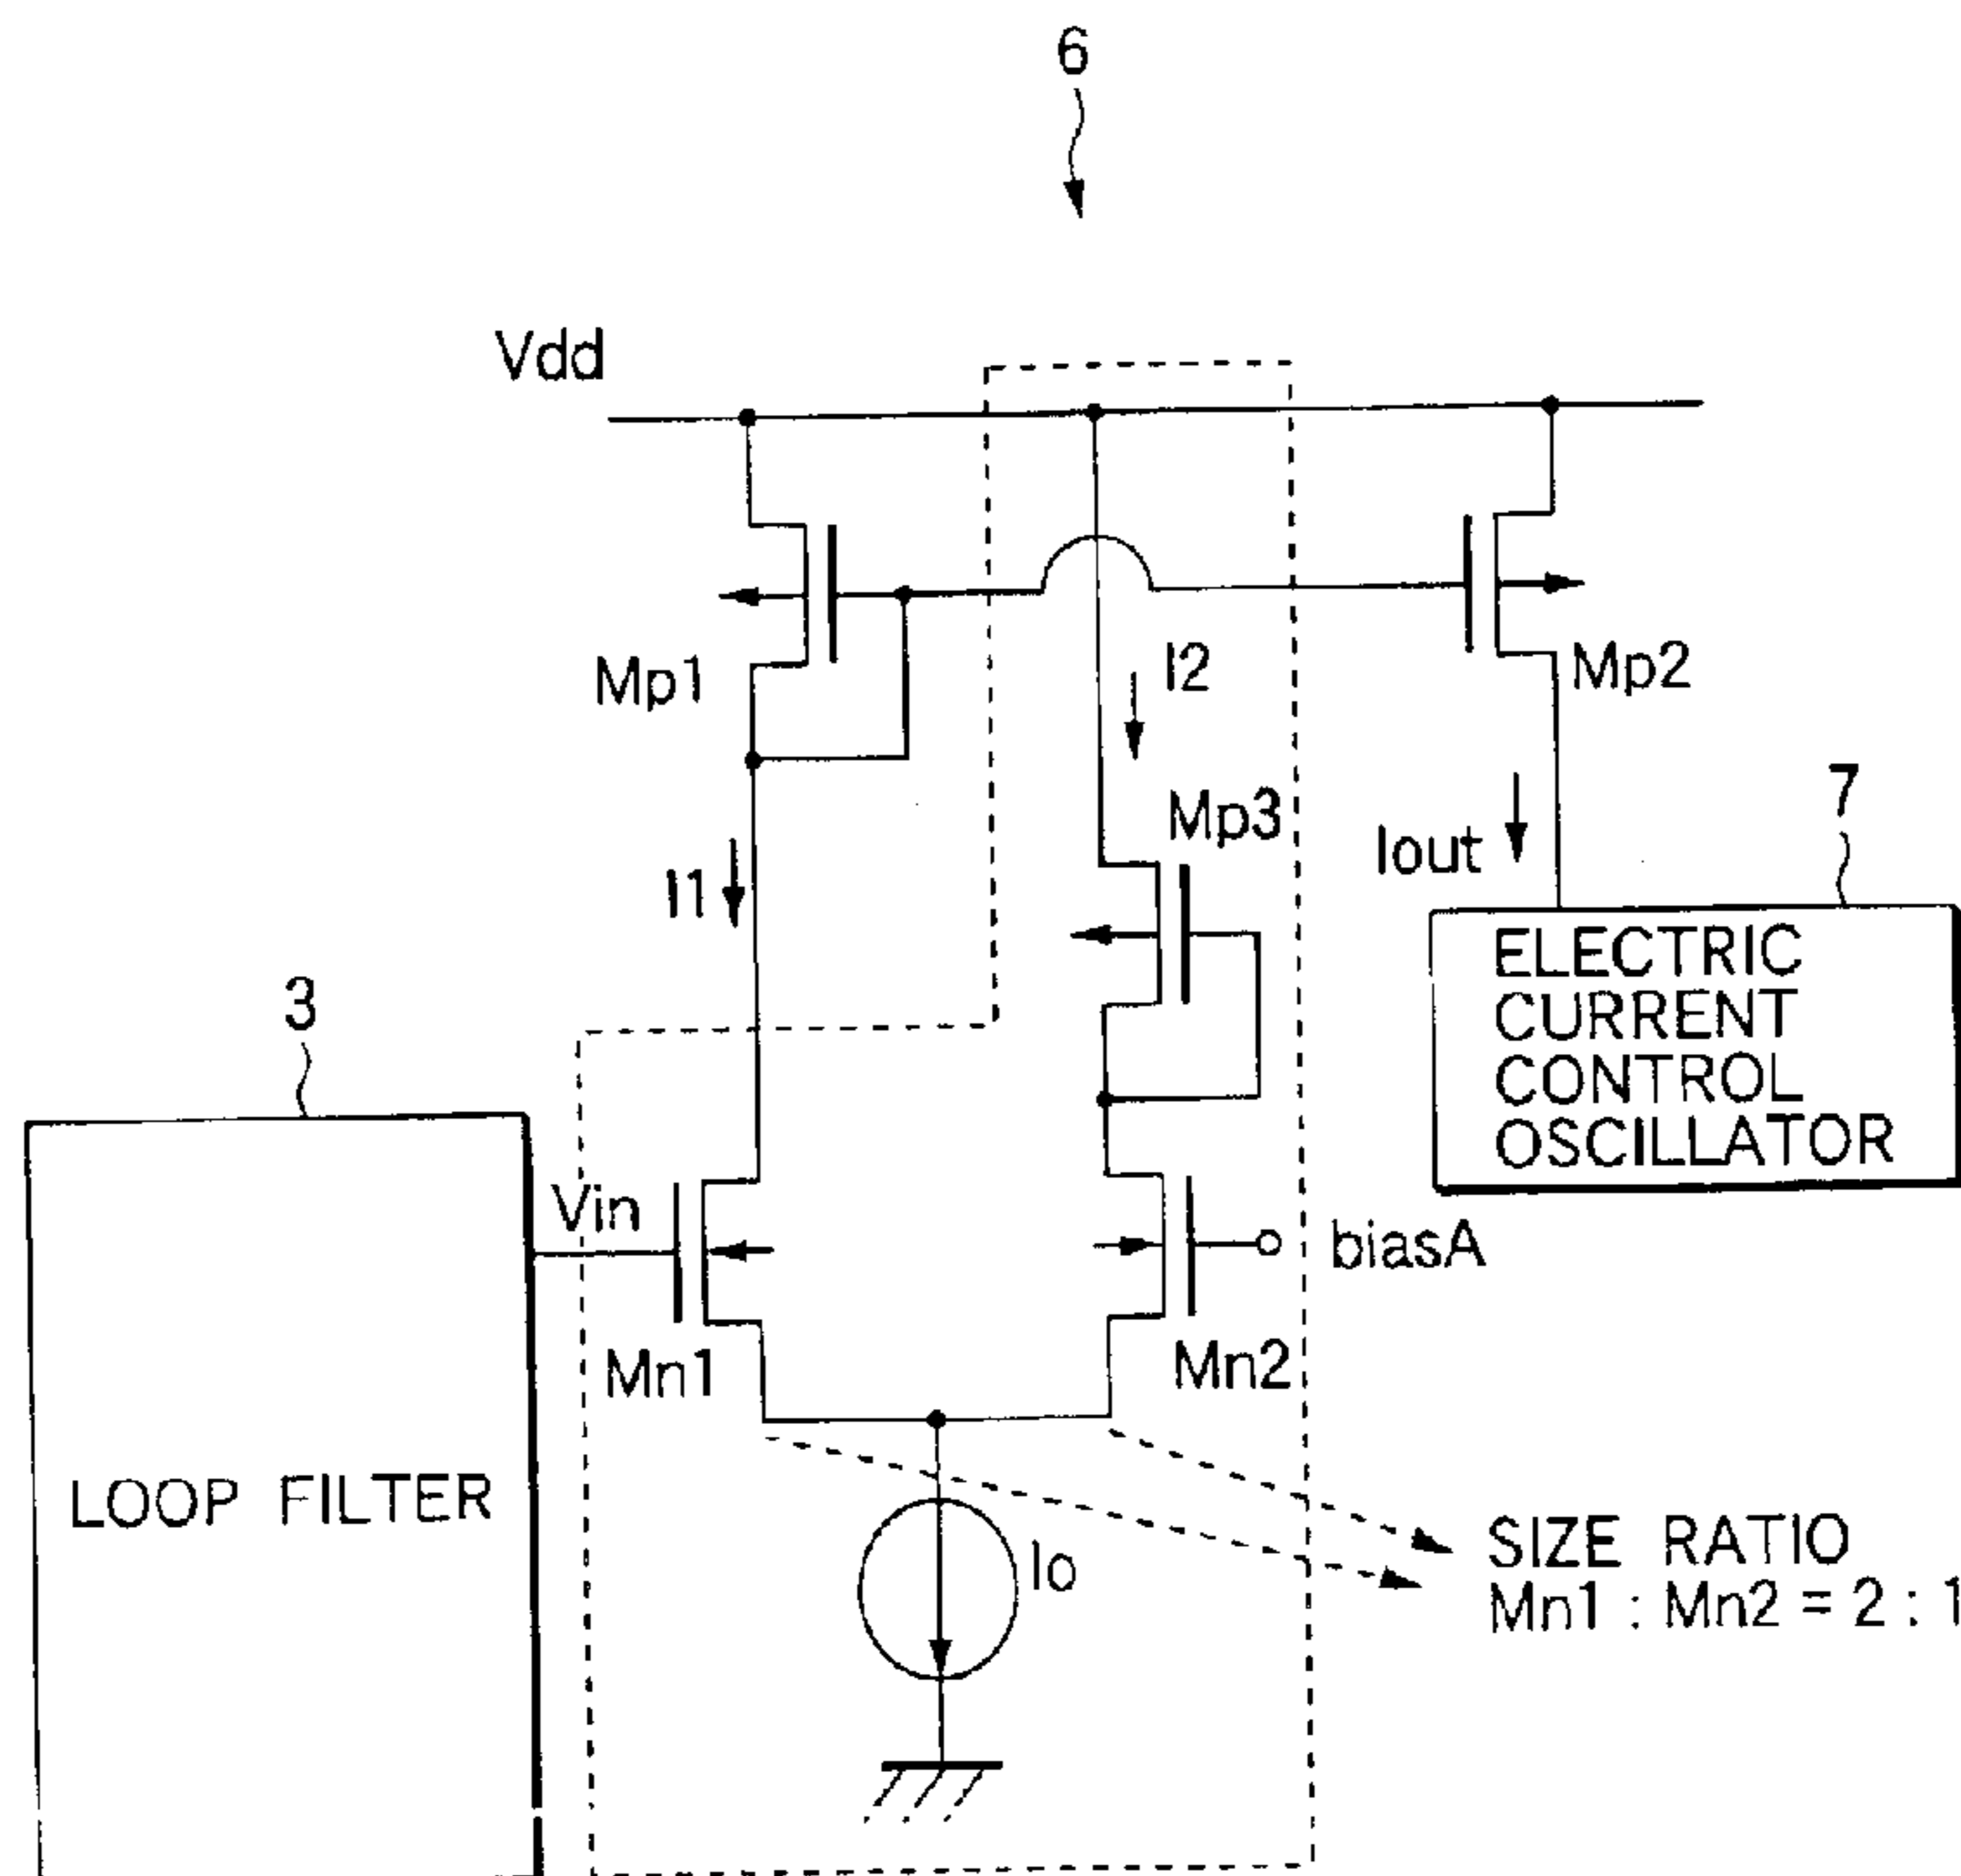 6
Vdd
Mp1
I2
Mp2
Mp3
7
I1
Iout
ELECTRIC
CURRENT
CONTROL
OSCILLATOR
3
Vin
biasA
Mn1
Mn2
LOOP FILTER
Io
SIZE RATIO
Mn1 : Mn2 = 2 : 1